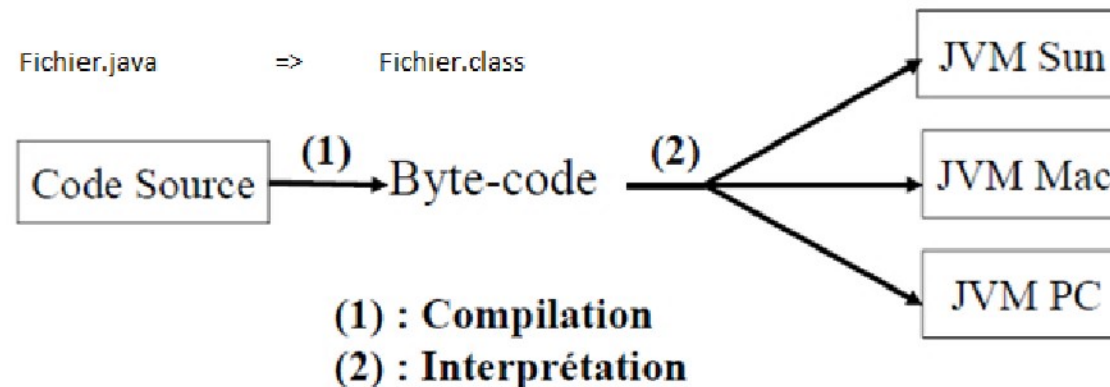 Fichier.java => Fichier.class
JVM Sun
(1)
(2)
Code Source
Byte-code
JVM Mac
JVM PC
(1) : Compilation
(2) : Interprétation